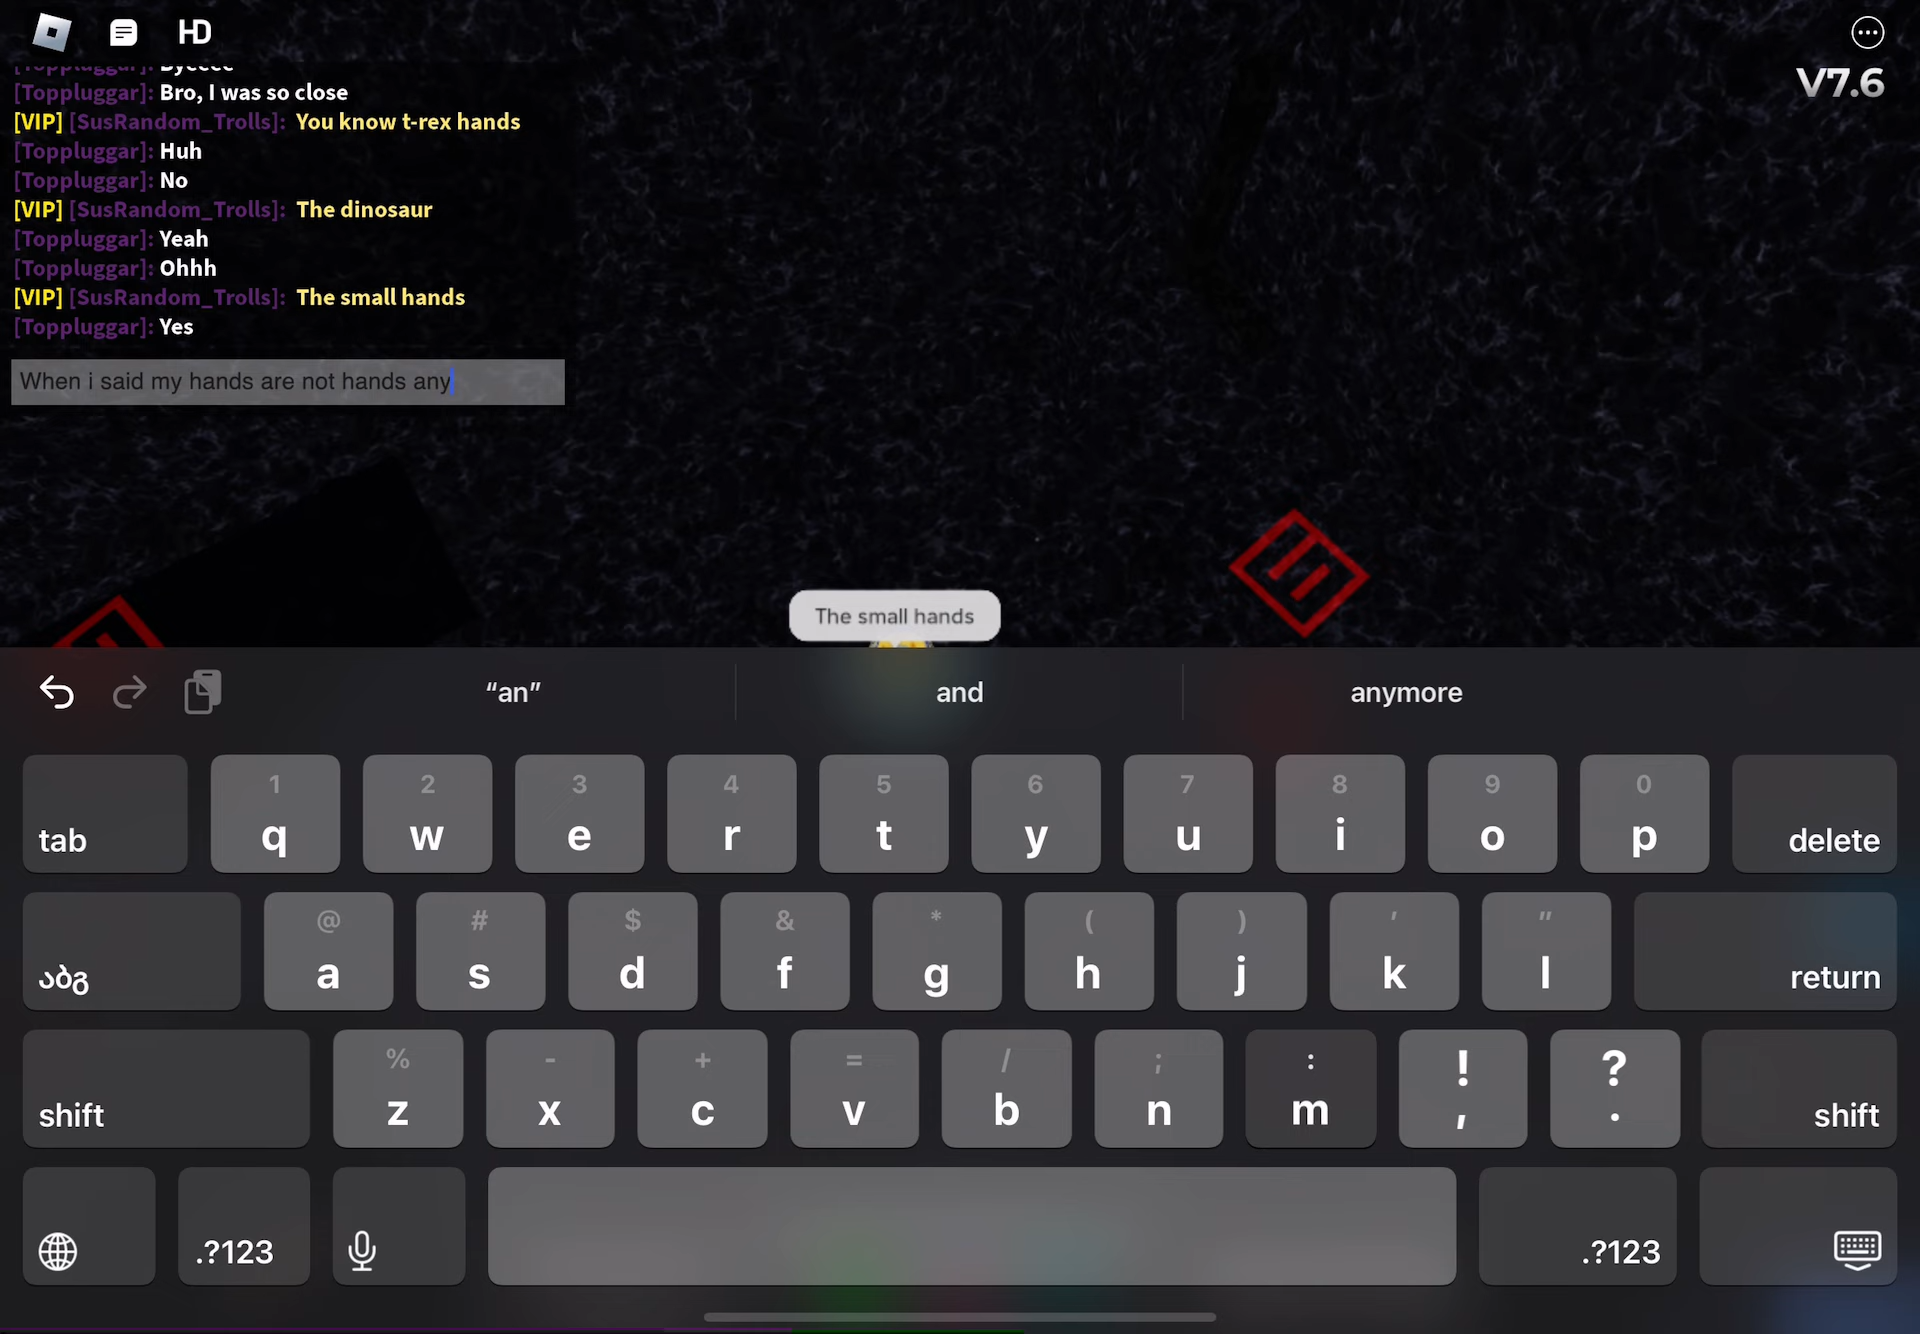 HD
V7.6
[Toppluggar]: Byeeee
[Toppluggar]: Bro, I was so close
[VIP] [SusRandom_Trolls]: You know t-rex hands
[Toppluggar]: Huh
[Toppluggar]: No
[VIP] [SusRandom_Trolls]: The dinosaur
[Toppluggar]: Yeah
[Toppluggar]: Ohhh
[VIP] [SusRandom_Trolls]: The small hands
[Toppluggar]: Yes
When i said my hands are not hands any
The small hands
“an” and anymore
1 2 3 4 5 6 7 8 9 0
tab q w e r t y u i o p delete
@ # $ & * ( ) ' "
აბგ a s d f g h j k l return
% - + = / ; : ! ?
shift z x c v b n m , . shift
.?123 .?123